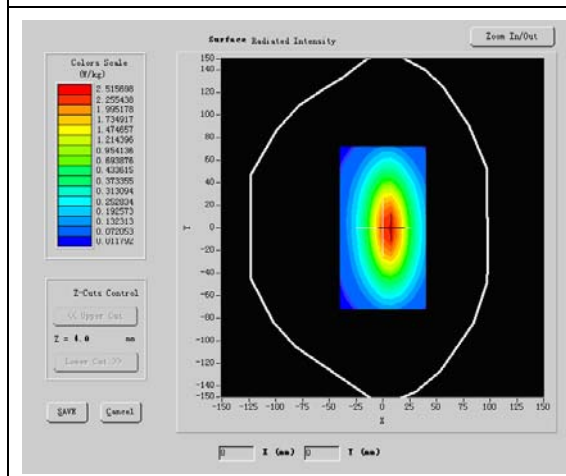 Surface Radiated Intensity
Zoom In/Out
Colors Scale
(W/kg)
2.515698
2.255438
1.995178
1.734917
1.474657
1.214396
0.954136
0.693876
0.433615
0.373355
0.313094
0.252834
0.192573
0.132313
0.072053
0.011792
150
140
120
100
80
60
40
20
0
-20
-40
-60
-80
-100
-120
-140
-150
Y
-150 -125 -100 -75 -50 -25 0 25 50 75 100 125 150
X
Z-Cuts Control
<< Upper Cut
Z = 4.0 mm
Lower Cut >>
SAVE Cancel
0 X (mm) 0 Y (mm)